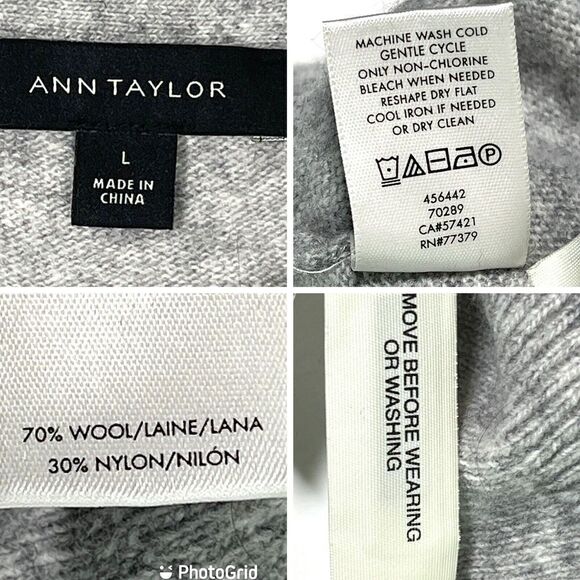 ANN TAYLOR
L
MADE IN
CHINA
MACHINE WASH COLD
GENTLE CYCLE
ONLY NON-CHLORINE
BLEACH WHEN NEEDED
RESHAPE DRY FLAT
COOL IRON IF NEEDED
OR DRY CLEAN
P
456442
70289
CA#57421
RN#77379
70% WOOL/LAINE/LANA
30% NYLON/NILÓN
MOVE BEFORE WEARING
OR WASHING
PhotoGrid